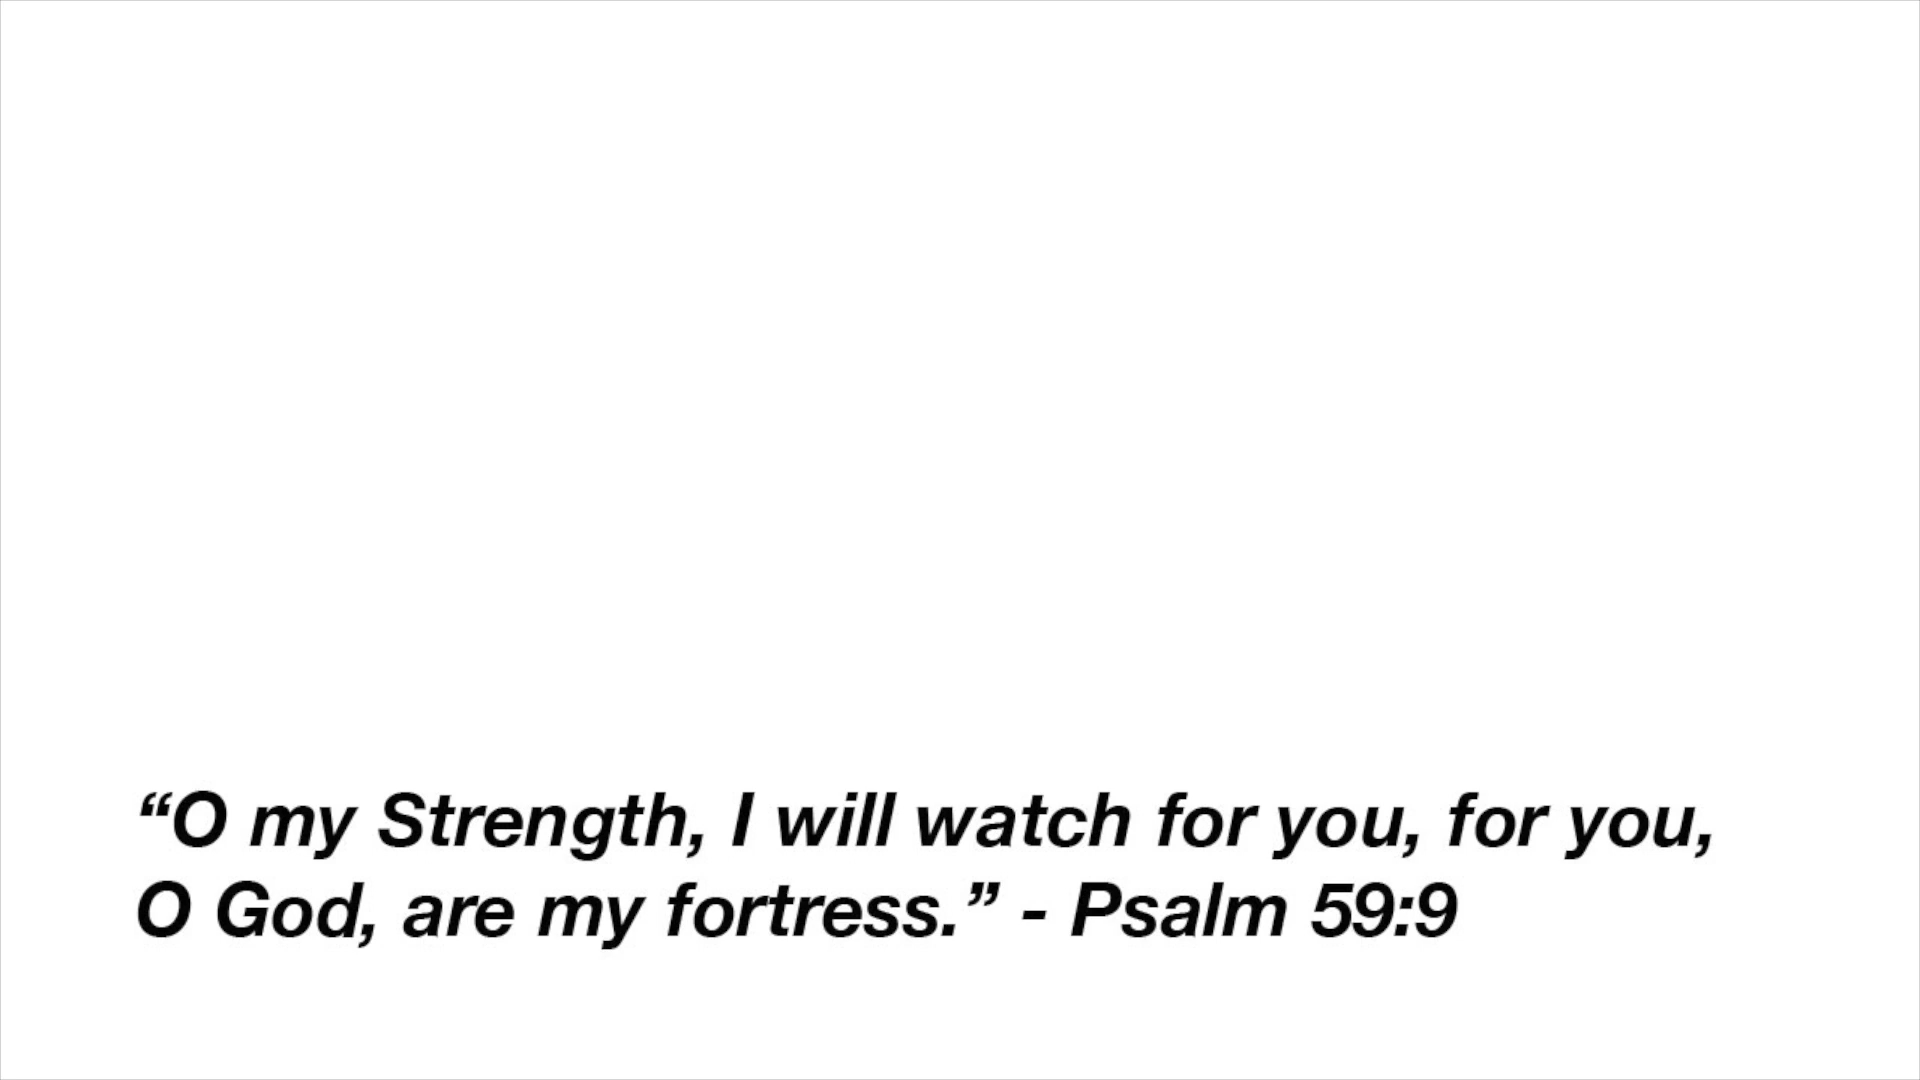 “O my Strength, I will watch for you, for you,
O God, are my fortress.” - Psalm 59:9